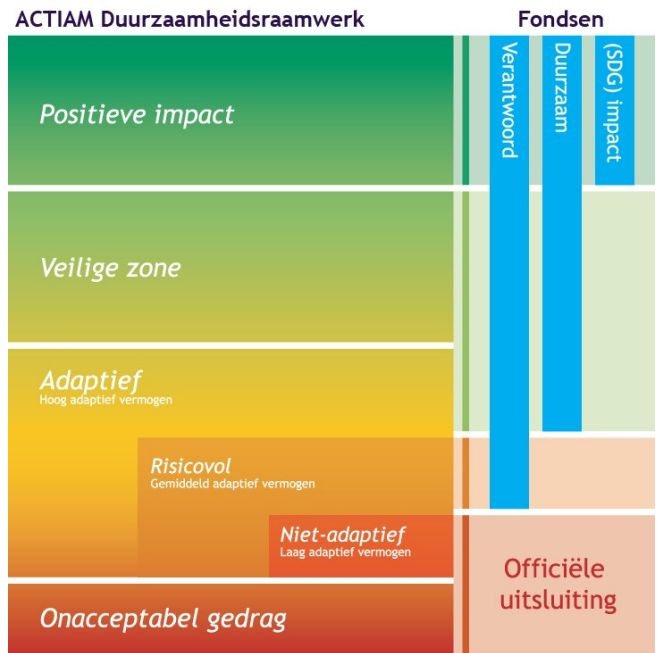 ACTIAM Duurzaamheidsraamwerk
Fondsen
Verantwoord
Duurzaam
(SDG) impact
Positieve impact
Veilige zone
Adaptief
Hoog adaptief vermogen
Risicovol
Gemiddeld adaptief vermogen
Niet-adaptief
Laag adaptief vermogen
Officiële
uitsluiting
Onacceptabel gedrag